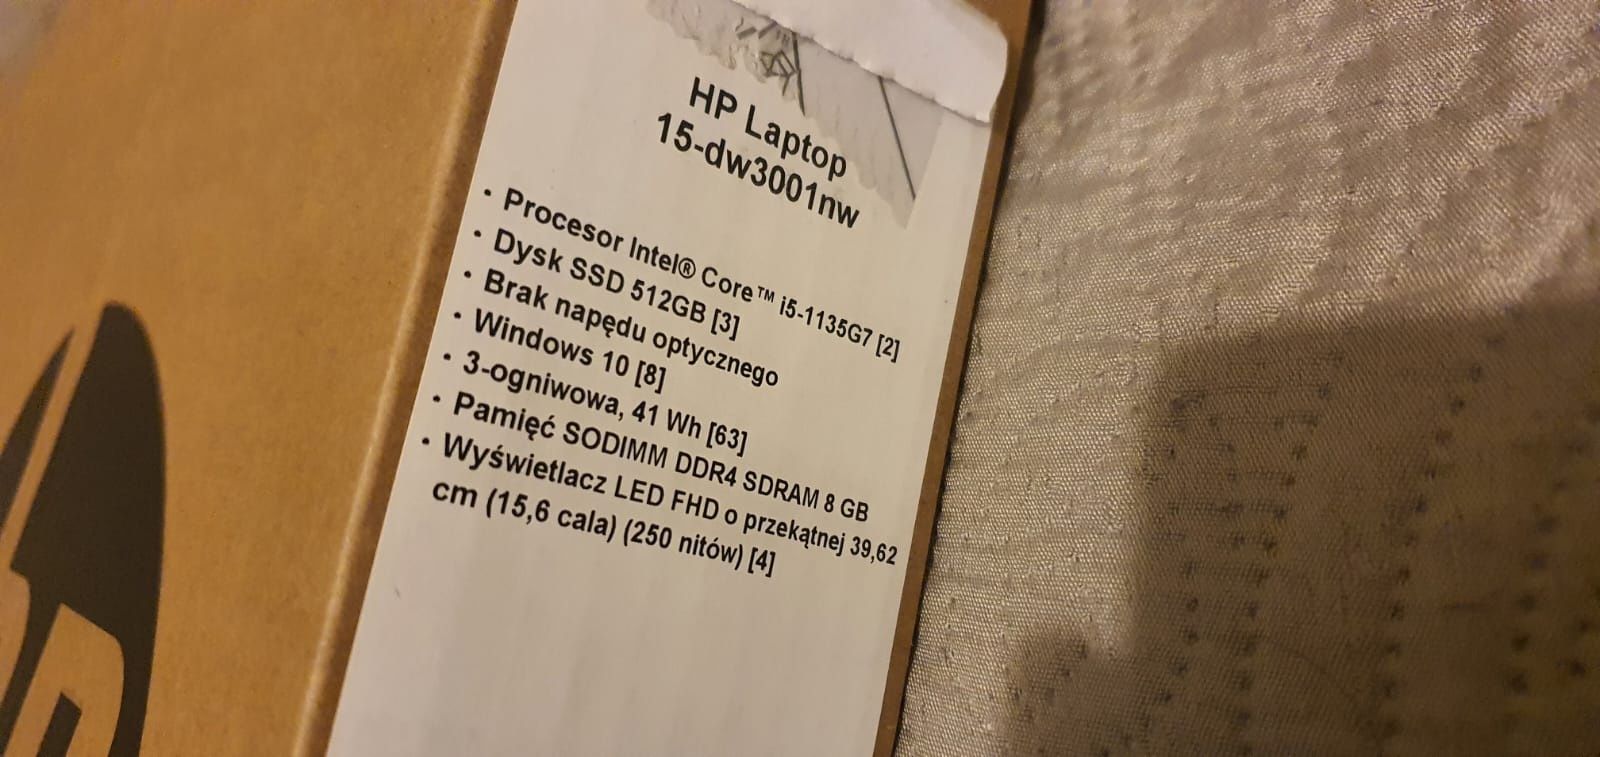 HP Laptop
15-dw3001nw
• Procesor Intel® Core™ i5-1135G7 [2]
• Dysk SSD 512GB [3]
• Brak napędu optycznego
• Windows 10 [8]
• 3-ogniwowa, 41 Wh [63]
• Pamięć SODIMM DDR4 SDRAM 8 GB
• Wyświetlacz LED FHD o przekątnej 39,62
cm (15,6 cala) (250 nitów) [4]